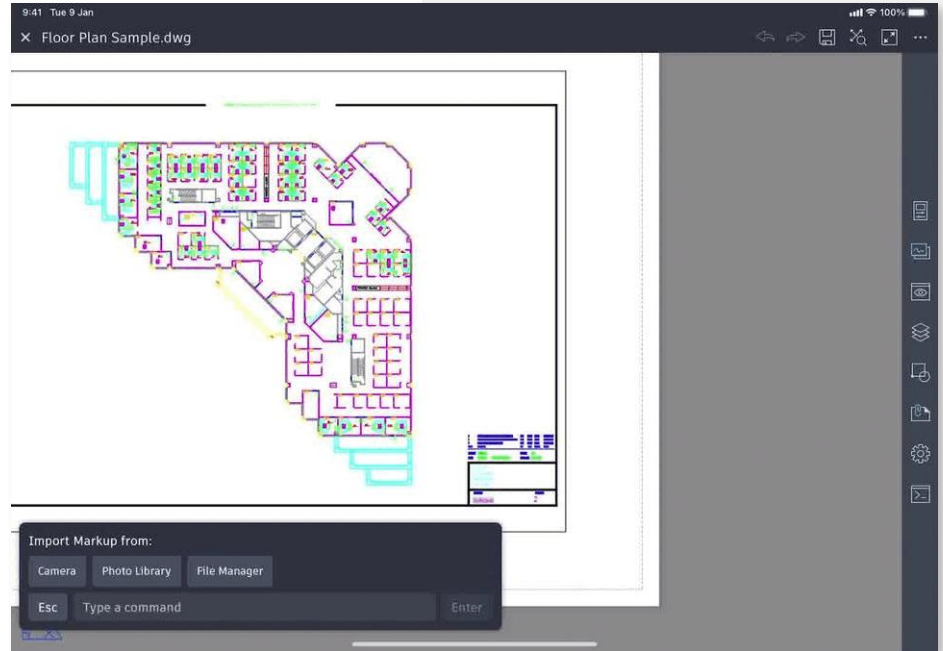 9:41 Tue 9 Jan 100%
× Floor Plan Sample.dwg
Import Markup from:
Camera Photo Library File Manager
Esc Type a command Enter